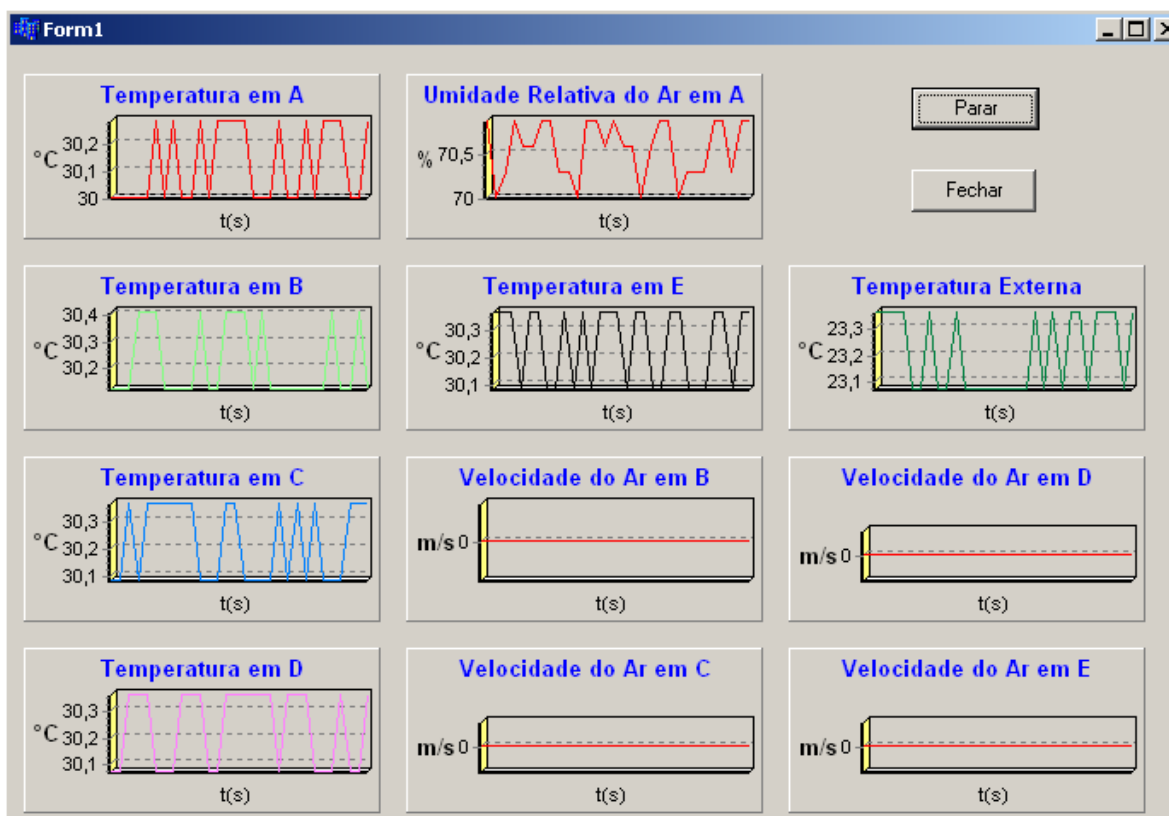 Form1
Temperatura em A
°C
30,2
30,1
30
t(s)
Umidade Relativa do Ar em A
%
70,5
70
t(s)
Parar
Fechar
Temperatura em B
°C
30,4
30,3
30,2
t(s)
Temperatura em E
°C
30,3
30,2
30,1
t(s)
Temperatura Externa
°C
23,3
23,2
23,1
t(s)
Temperatura em C
°C
30,3
30,2
30,1
t(s)
Velocidade do Ar em B
m/s 0
t(s)
Velocidade do Ar em D
m/s 0
t(s)
Temperatura em D
°C
30,3
30,2
30,1
t(s)
Velocidade do Ar em C
m/s 0
t(s)
Velocidade do Ar em E
m/s 0
t(s)